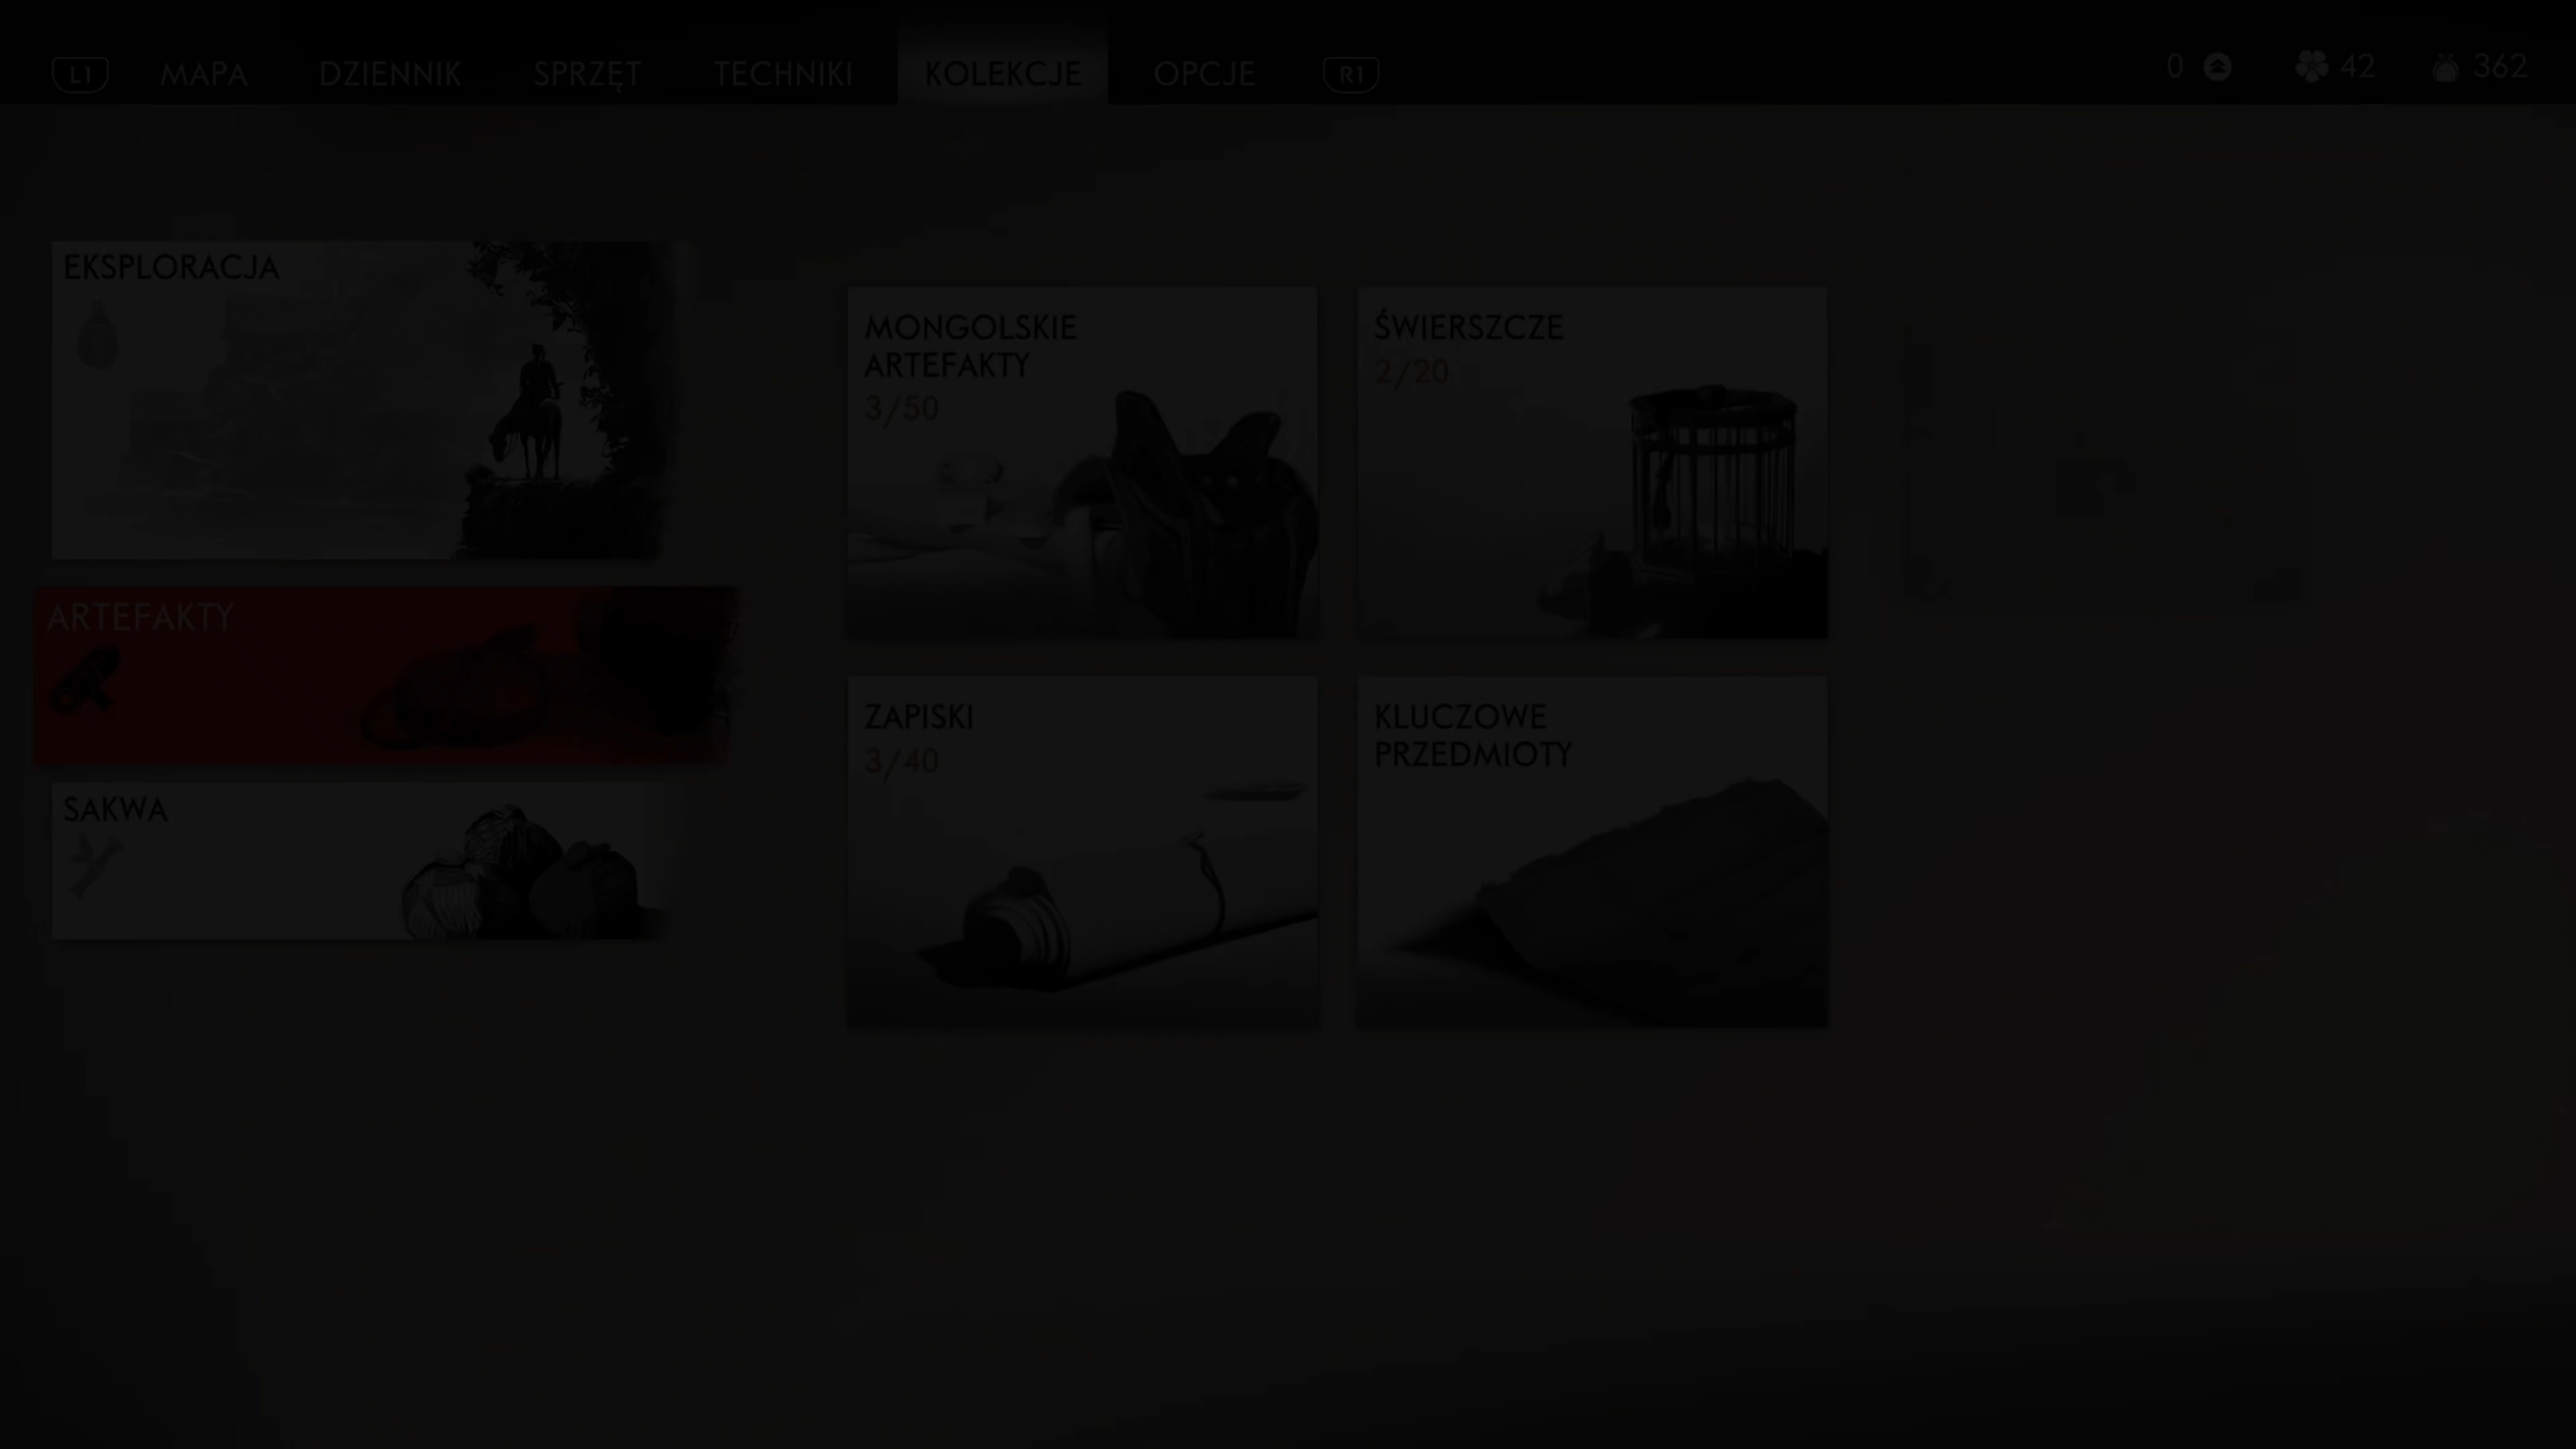 L1 MAPA DZIENNIK SPRZĘT TECHNIKI KOLEKCJE OPCJE R1 0 42 362
EKSPLORACJA
ARTEFAKTY
SAKWA
MONGOLSKIE
ARTEFAKTY
3/50
ŚWIERSZCZE
2/20
ZAPISKI
3/40
KLUCZOWE
PRZEDMIOTY